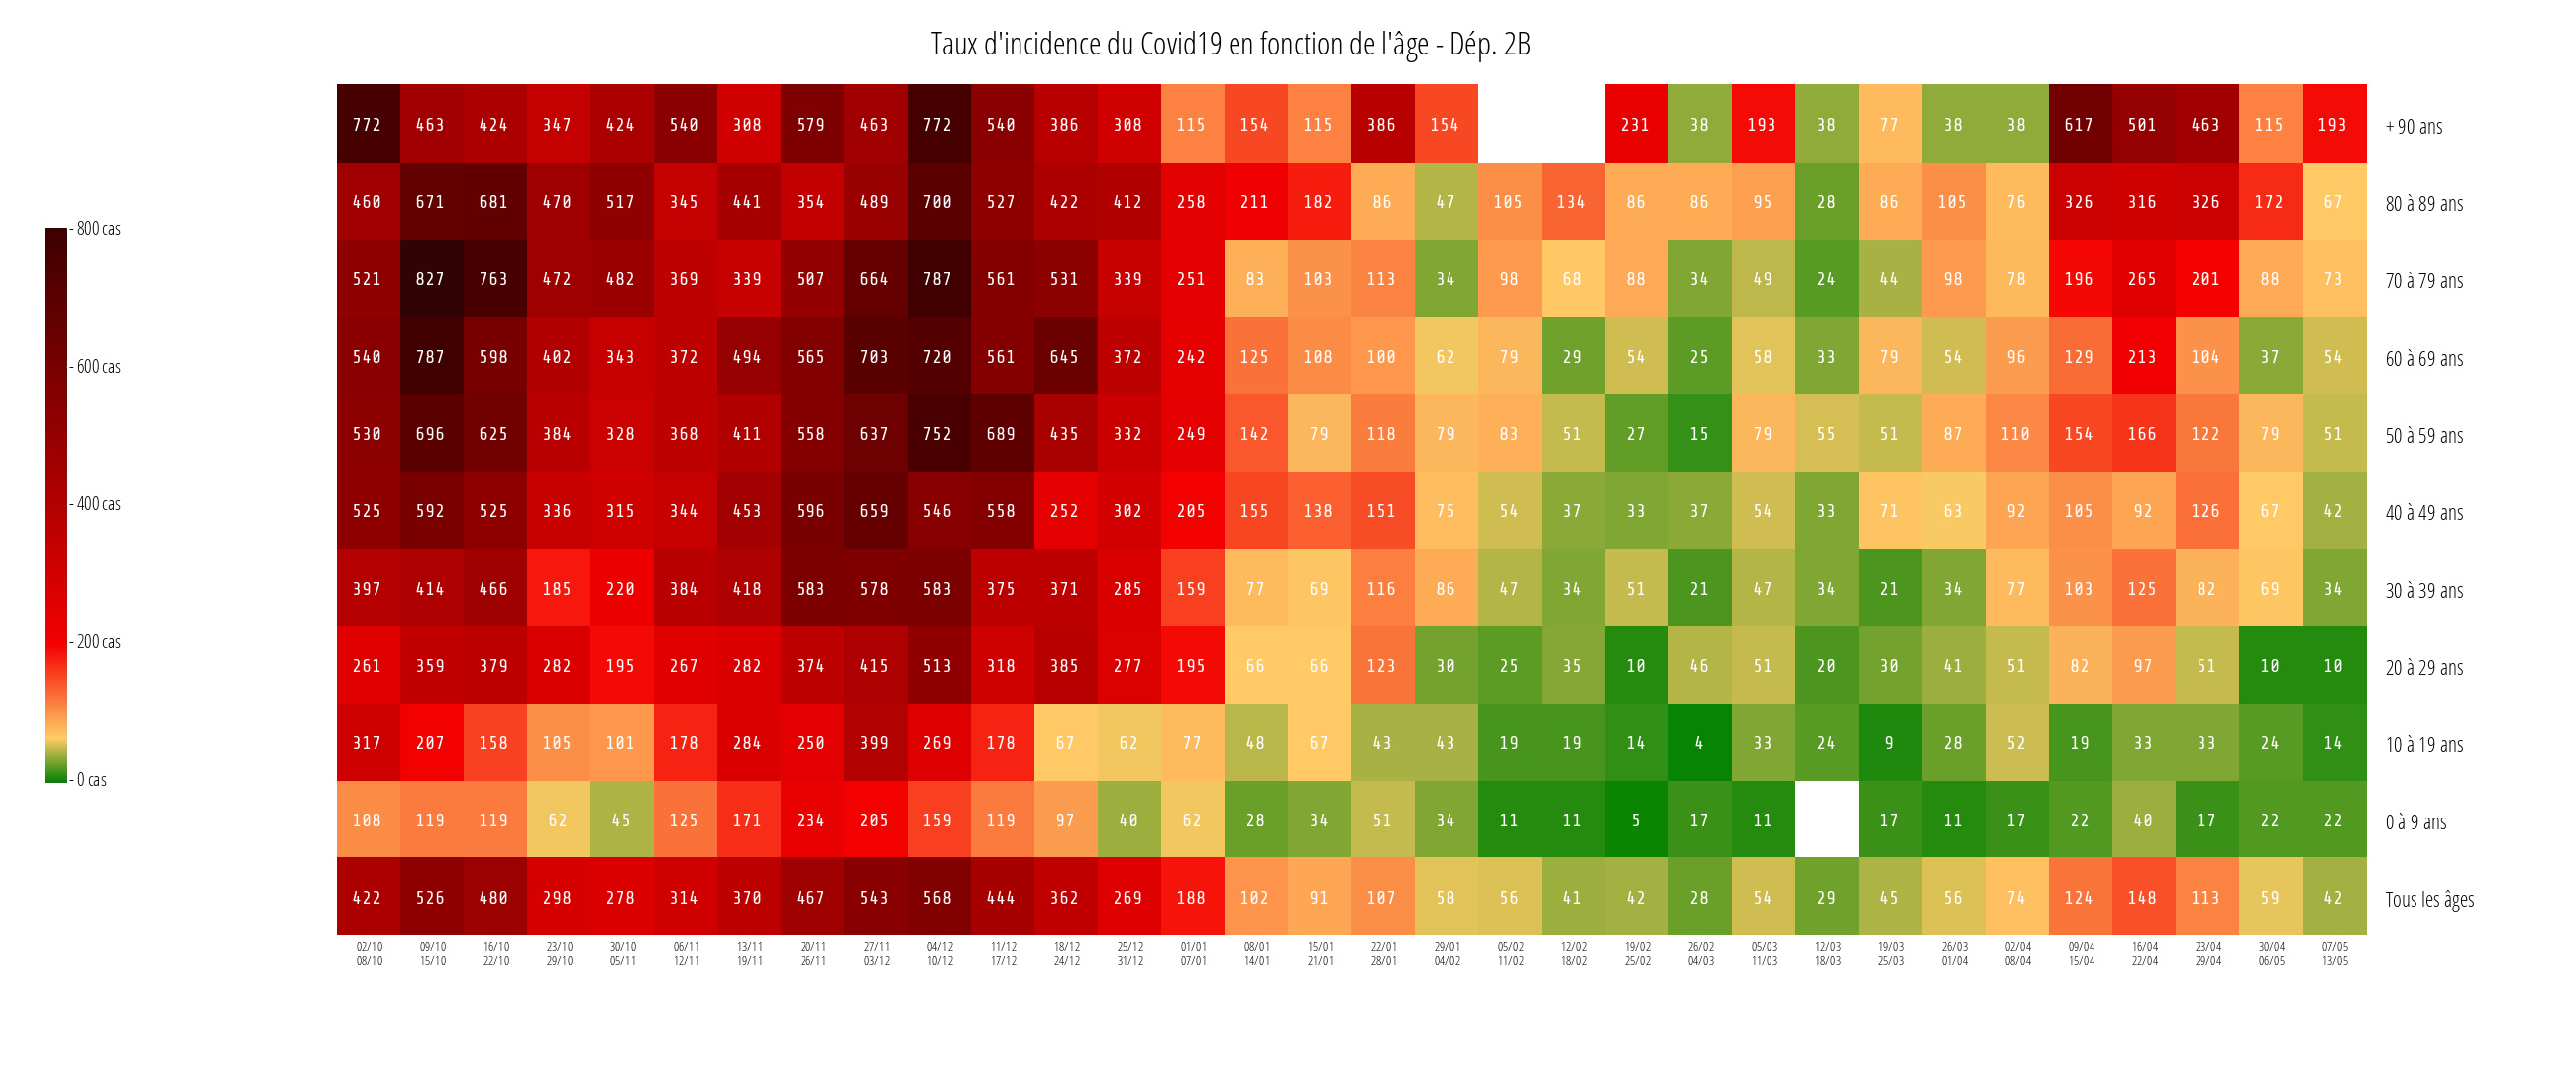 Taux d'incidence du Covid19 en fonction de l'âge - Dép. 2B
- 800 cas
- 600 cas
- 400 cas
- 200 cas
- 0 cas
772 463 424 347 424 540 308 579 463 772 540 386 308 115 154 115 386 154 231 38 193 38 77 38 38 617 501 463 115 193 + 90 ans
460 671 681 470 517 345 441 354 489 700 527 422 412 258 211 182 86 47 105 134 86 86 95 28 86 105 76 326 316 326 172 67 80 à 89 ans
521 827 763 472 482 369 339 507 664 787 561 531 339 251 83 103 113 34 98 68 88 34 49 24 44 98 78 196 265 201 88 73 70 à 79 ans
540 787 598 402 343 372 494 565 703 720 561 645 372 242 125 108 100 62 79 29 54 25 58 33 79 54 96 129 213 104 37 54 60 à 69 ans
530 696 625 384 328 368 411 558 637 752 689 435 332 249 142 79 118 79 83 51 27 15 79 55 51 87 110 154 166 122 79 51 50 à 59 ans
525 592 525 336 315 344 453 596 659 546 558 252 302 205 155 138 151 75 54 37 33 37 54 33 71 63 92 105 92 126 67 42 40 à 49 ans
397 414 466 185 220 384 418 583 578 583 375 371 285 159 77 69 116 86 47 34 51 21 47 34 21 34 77 103 125 82 69 34 30 à 39 ans
261 359 379 282 195 267 282 374 415 513 318 385 277 195 66 66 123 30 25 35 10 46 51 20 30 41 51 82 97 51 10 10 20 à 29 ans
317 207 158 105 101 178 284 250 399 269 178 67 62 77 48 67 43 43 19 19 14 4 33 24 9 28 52 19 33 33 24 14 10 à 19 ans
108 119 119 62 45 125 171 234 205 159 119 97 40 62 28 34 51 34 11 11 5 17 11 17 11 17 22 40 17 22 22 0 à 9 ans
422 526 480 298 278 314 370 467 543 568 444 362 269 188 102 91 107 58 56 41 42 28 54 29 45 56 74 124 148 113 59 42 Tous les âges
02/10 09/10 16/10 23/10 30/10 06/11 13/11 20/11 27/11 04/12 11/12 18/12 25/12 01/01 08/01 15/01 22/01 29/01 05/02 12/02 19/02 26/02 05/03 12/03 19/03 26/03 02/04 09/04 16/04 23/04 30/04 07/05
08/10 15/10 22/10 29/10 05/11 12/11 19/11 26/11 03/12 10/12 17/12 24/12 31/12 07/01 14/01 21/01 28/01 04/02 11/02 18/02 25/02 04/03 11/03 18/03 25/03 01/04 08/04 15/04 22/04 29/04 06/05 13/05